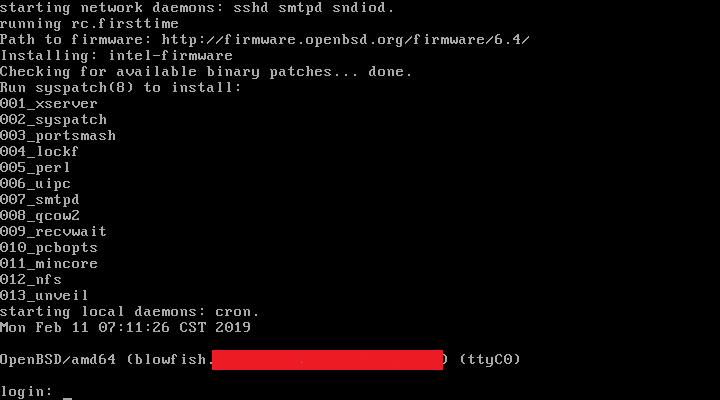 starting network daemons: sshd smtpd sndiod.
running rc.firsttime
Path to firmware: http://firmware.openbsd.org/firmware/6.4/
Installing: intel-firmware
Checking for available binary patches... done.
Run syspatch(8) to install:
001_xserver
002_syspatch
003_portsmash
004_lockf
005_perl
006_uipc
007_smtpd
008_qcow2
009_recvwait
010_pcbopts
011_mincore
012_nfs
013_unveil
starting local daemons: cron.
Mon Feb 11 07:11:26 CST 2019
OpenBSD/amd64 (blowfish. ) (ttyC0)
login: _